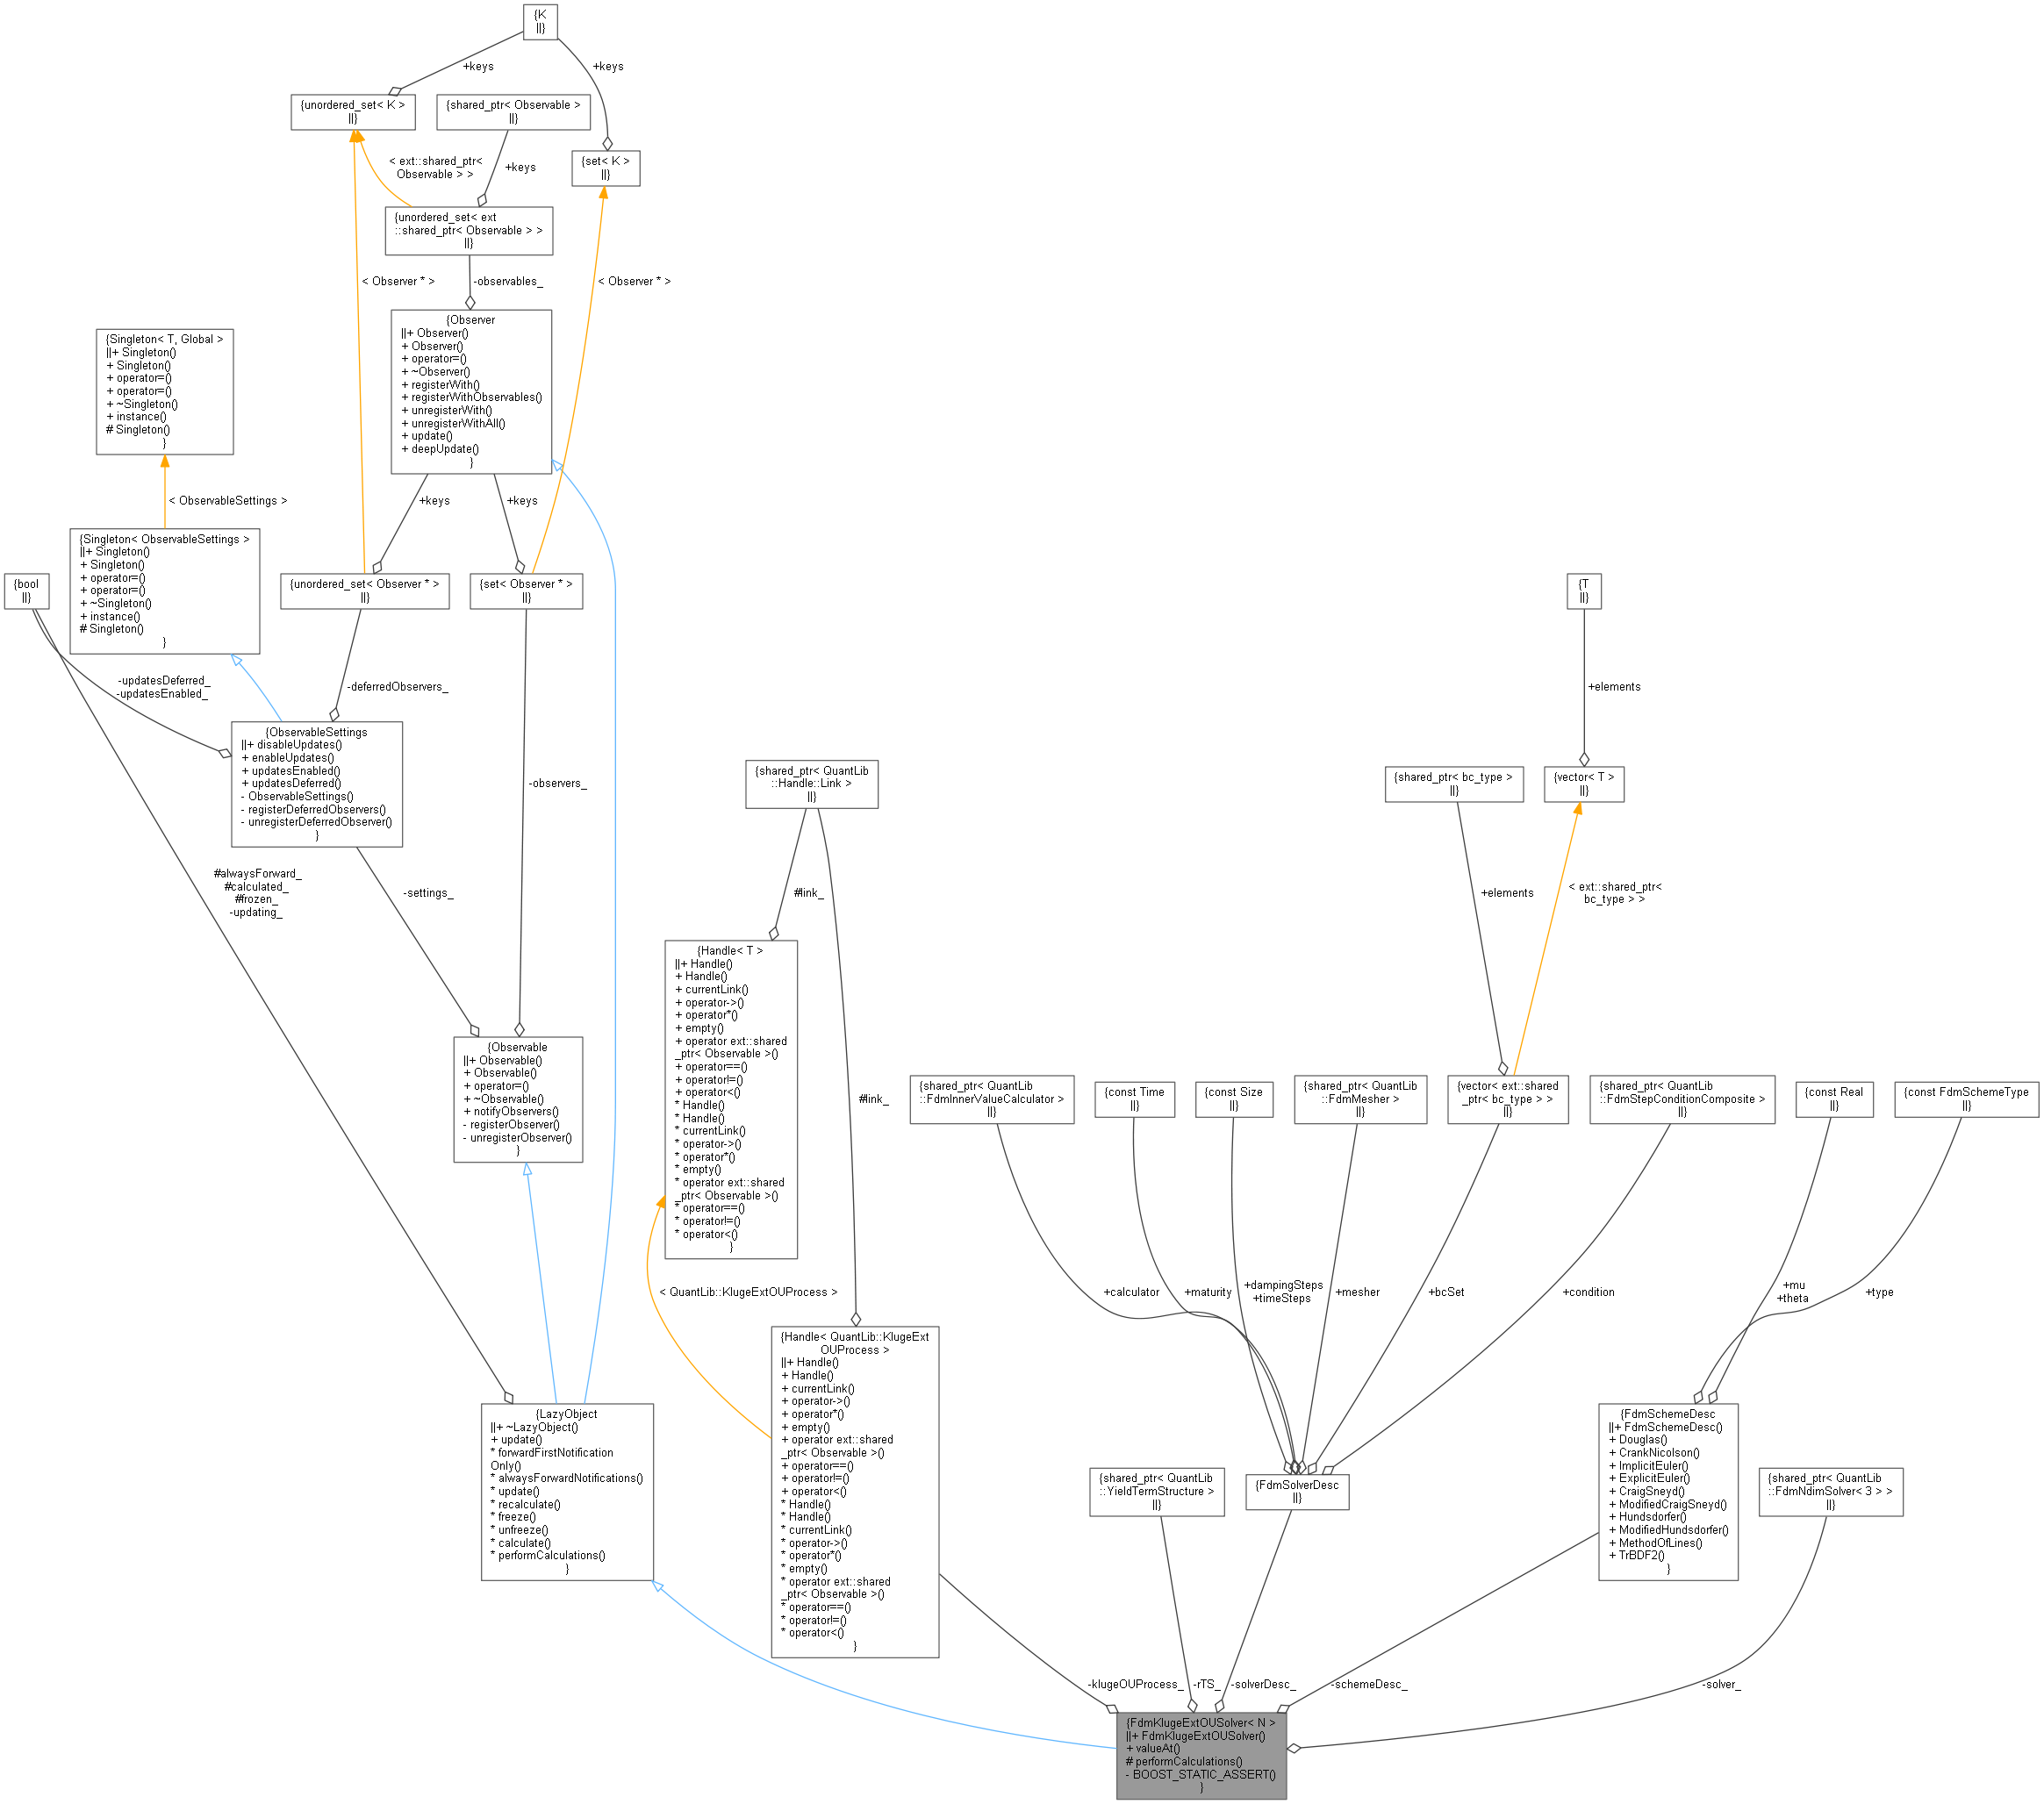 {K
||}
+keys
+keys
{unordered_set< K >
||}
{shared_ptr< Observable >
||}
{set< K >
||}
< ext::shared_ptr<
Observable > >
+keys
{unordered_set< ext
::shared_ptr< Observable > >
||}
< Observer * >
-observables_
< Observer * >
{Observer
||+ Observer()
+ Observer()
+ operator=()
+ ~Observer()
+ registerWith()
+ registerWithObservables()
+ unregisterWith()
+ unregisterWithAll()
+ update()
+ deepUpdate()
}
{Singleton< T, Global >
||+ Singleton()
+ Singleton()
+ operator=()
+ operator=()
+ ~Singleton()
+ instance()
# Singleton()
}
< ObservableSettings >
+keys
+keys
{Singleton< ObservableSettings >
||+ Singleton()
+ Singleton()
+ operator=()
+ operator=()
+ ~Singleton()
+ instance()
# Singleton()
}
{bool
||}
{unordered_set< Observer * >
||}
{set< Observer * >
||}
{T
||}
-updatesDeferred_
-updatesEnabled_
-deferredObservers_
+elements
{ObservableSettings
||+ disableUpdates()
+ enableUpdates()
+ updatesEnabled()
+ updatesDeferred()
- ObservableSettings()
- registerDeferredObservers()
- unregisterDeferredObserver()
}
-observers_
{shared_ptr< QuantLib
::Handle::Link >
||}
{shared_ptr< bc_type >
||}
{vector< T >
||}
#alwaysForward_
#calculated_
#frozen_
-updating_
-settings_
#link_
+elements
< ext::shared_ptr<
bc_type > >
{Handle< T >
||+ Handle()
+ Handle()
+ currentLink()
+ operator->()
+ operator*()
+ empty()
+ operator ext::shared
_ptr< Observable >()
+ operator==()
+ operator!=()
+ operator<()
* Handle()
* Handle()
* currentLink()
* operator->()
* operator*()
* empty()
* operator ext::shared
_ptr< Observable >()
* operator==()
* operator!=()
* operator<()
}
{Observable
||+ Observable()
+ Observable()
+ operator=()
+ ~Observable()
+ notifyObservers()
- registerObserver()
- unregisterObserver()
}
#link_
{shared_ptr< QuantLib
::FdmInnerValueCalculator >
||}
{const Time
||}
{const Size
||}
{shared_ptr< QuantLib
::FdmMesher >
||}
{vector< ext::shared
_ptr< bc_type > >
||}
{shared_ptr< QuantLib
::FdmStepConditionComposite >
||}
{const Real
||}
{const FdmSchemeType
||}
< QuantLib::KlugeExtOUProcess >
+calculator
+maturity
+dampingSteps
+timeSteps
+mesher
+bcSet
+condition
+mu
+theta
+type
{Handle< QuantLib::KlugeExt
OUProcess >
||+ Handle()
+ Handle()
+ currentLink()
+ operator->()
+ operator*()
+ empty()
+ operator ext::shared
_ptr< Observable >()
+ operator==()
+ operator!=()
+ operator<()
* Handle()
* Handle()
* currentLink()
* operator->()
* operator*()
* empty()
* operator ext::shared
_ptr< Observable >()
* operator==()
* operator!=()
* operator<()
}
{LazyObject
||+ ~LazyObject()
+ update()
* forwardFirstNotification
Only()
* alwaysForwardNotifications()
* update()
* recalculate()
* freeze()
* unfreeze()
* calculate()
* performCalculations()
}
{shared_ptr< QuantLib
::YieldTermStructure >
||}
{FdmSolverDesc
||}
{FdmSchemeDesc
||+ FdmSchemeDesc()
+ Douglas()
+ CrankNicolson()
+ ImplicitEuler()
+ ExplicitEuler()
+ CraigSneyd()
+ ModifiedCraigSneyd()
+ Hundsdorfer()
+ ModifiedHundsdorfer()
+ MethodOfLines()
+ TrBDF2()
}
{shared_ptr< QuantLib
::FdmNdimSolver< 3 > >
||}
-klugeOUProcess_
-rTS_
-solverDesc_
-schemeDesc_
-solver_
{FdmKlugeExtOUSolver< N >
||+ FdmKlugeExtOUSolver()
+ valueAt()
# performCalculations()
- BOOST_STATIC_ASSERT()
}